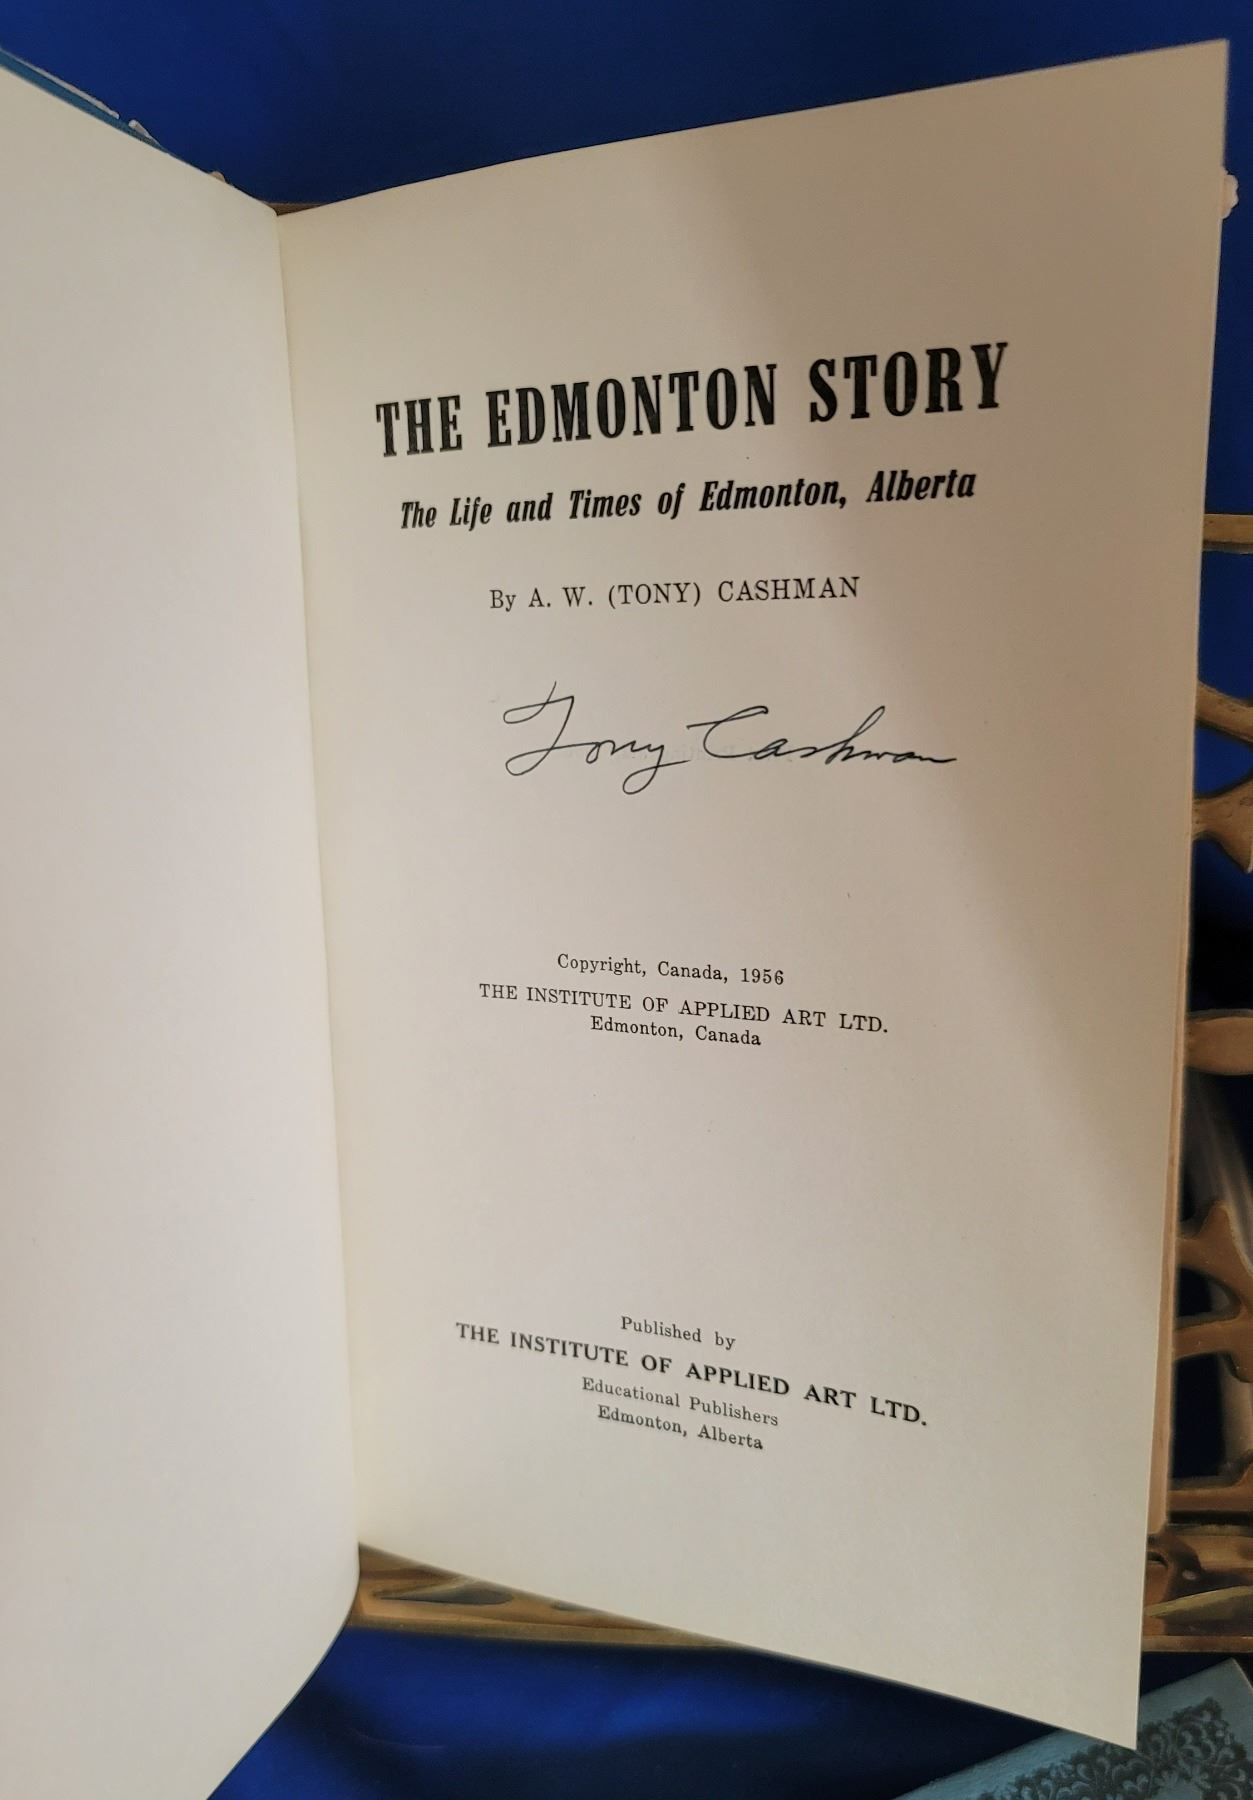 THE EDMONTON STORY
The Life and Times of Edmonton, Alberta
By A. W. (TONY) CASHMAN
Tony Cashman
Copyright, Canada, 1956
THE INSTITUTE OF APPLIED ART LTD.
Edmonton, Canada
Published by
THE INSTITUTE OF APPLIED ART LTD.
Educational Publishers
Edmonton, Alberta